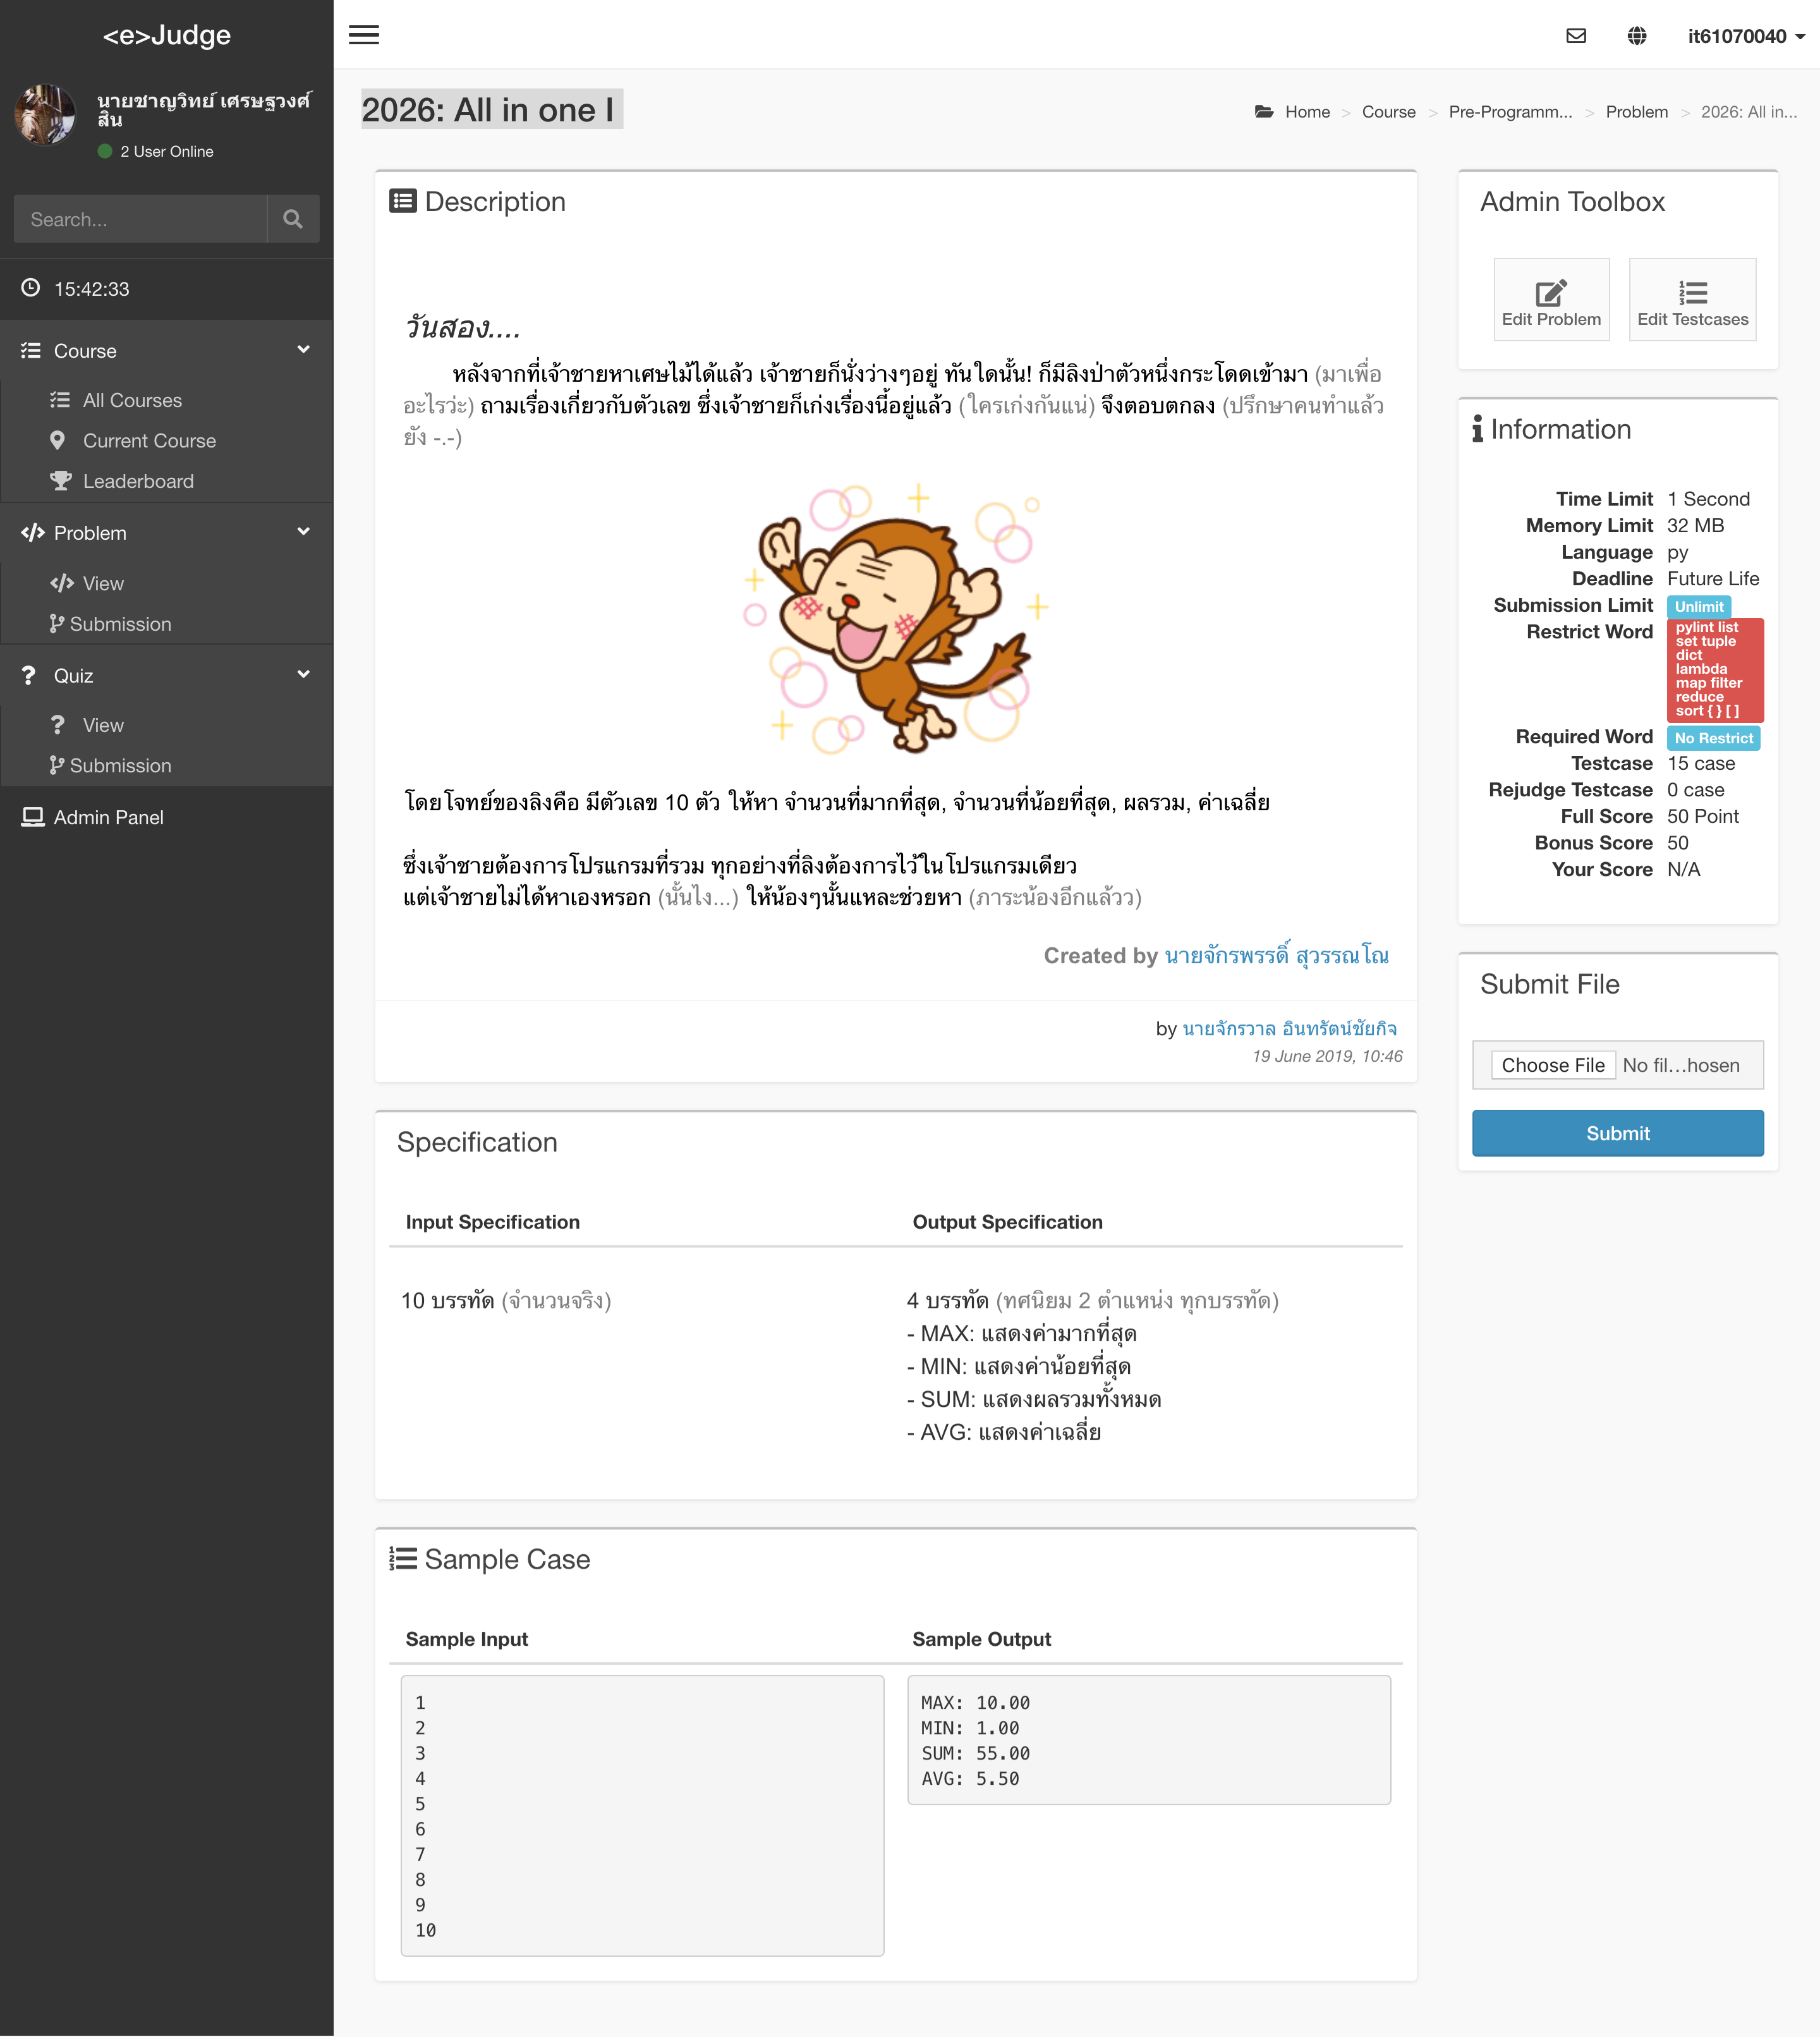 <e>Judge
it61070040
นายชาญวิทย์ เศรษฐวงศ์
สิน
2 User Online
Search...
15:42:33
Course
All Courses
Current Course
Leaderboard
Problem
View
Submission
Quiz
View
Submission
Admin Panel
2026: All in one I
Home > Course > Pre-Programm... > Problem > 2026: All in...
Description
วันสอง....
หลังจากที่เจ้าชายหาเศษไม้ได้แล้ว เจ้าชายก็นั่งว่างๆอยู่ ทันใดนั้น! ก็มีลิงป่าตัวหนึ่งกระโดดเข้ามา (มาเพื่อ
อะไรว่ะ) ถามเรื่องเกี่ยวกับตัวเลข ซึ่งเจ้าชายก็เก่งเรื่องนี้อยู่แล้ว (ใครเก่งกันแน่) จึงตอบตกลง (ปรึกษาคนทำแล้ว
ยัง -.-)
โดยโจทย์ของลิงคือ มีตัวเลข 10 ตัว ให้หา จำนวนที่มากที่สุด, จำนวนที่น้อยที่สุด, ผลรวม, ค่าเฉลี่ย
ซึ่งเจ้าชายต้องการโปรแกรมที่รวม ทุกอย่างที่ลิงต้องการไว้ในโปรแกรมเดียว
แต่เจ้าชายไม่ได้หาเองหรอก (นั้นไง...) ให้น้องๆนั้นแหละช่วยหา (ภาระน้องอีกแล้วว)
Created by นายจักรพรรดิ์ สุวรรณโณ
by นายจักรวาล อินทรัตน์ชัยกิจ
19 June 2019, 10:46
Specification
Input Specification
Output Specification
10 บรรทัด (จำนวนจริง)
4 บรรทัด (ทศนิยม 2 ตำแหน่ง ทุกบรรทัด)
- MAX: แสดงค่ามากที่สุด
- MIN: แสดงค่าน้อยที่สุด
- SUM: แสดงผลรวมทั้งหมด
- AVG: แสดงค่าเฉลี่ย
Sample Case
Sample Input
Sample Output
1
2
3
4
5
6
7
8
9
10
MAX: 10.00
MIN: 1.00
SUM: 55.00
AVG: 5.50
Admin Toolbox
Edit Problem
Edit Testcases
Information
Time Limit 1 Second
Memory Limit 32 MB
Language py
Deadline Future Life
Submission Limit Unlimit
Restrict Word pylint list
set tuple
dict
lambda
map filter
reduce
sort { } [ ]
Required Word No Restrict
Testcase 15 case
Rejudge Testcase 0 case
Full Score 50 Point
Bonus Score 50
Your Score N/A
Submit File
Choose File No fil...hosen
Submit